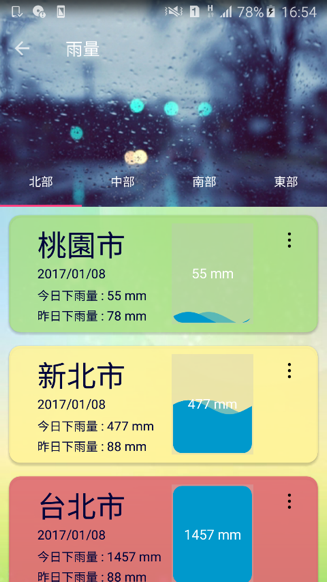 1 H 78% 16:54
雨量
北部 中部 南部 東部
桃園市
2017/01/08
今日下雨量 : 55 mm
昨日下雨量 : 78 mm
55 mm
新北市
2017/01/08
今日下雨量 : 477 mm
昨日下雨量 : 88 mm
477 mm
台北市
2017/01/08
今日下雨量 : 1457 mm
昨日下雨量 : 88 mm
1457 mm